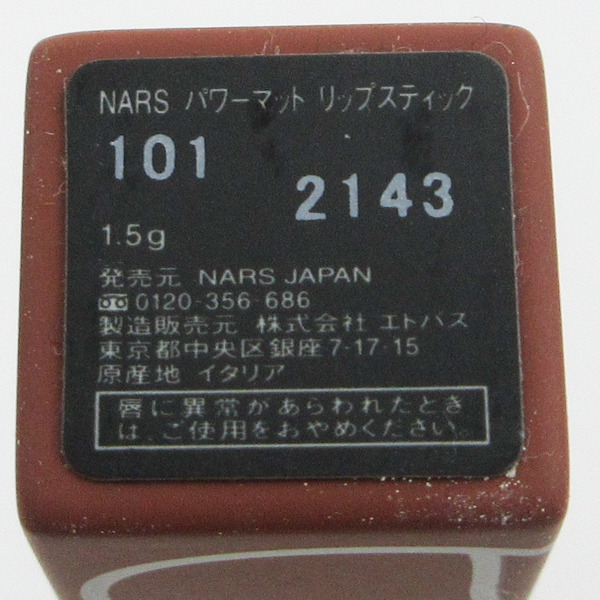 NARS パワーマット リップスティック
101
2143
1.5g
発売元 NARS JAPAN
0120-356-686
製造販売元 株式会社 エトバス
東京都中央区銀座7-17-15
原産地 イタリア
唇に異常があらわれたとき
は、ご使用をおやめください。